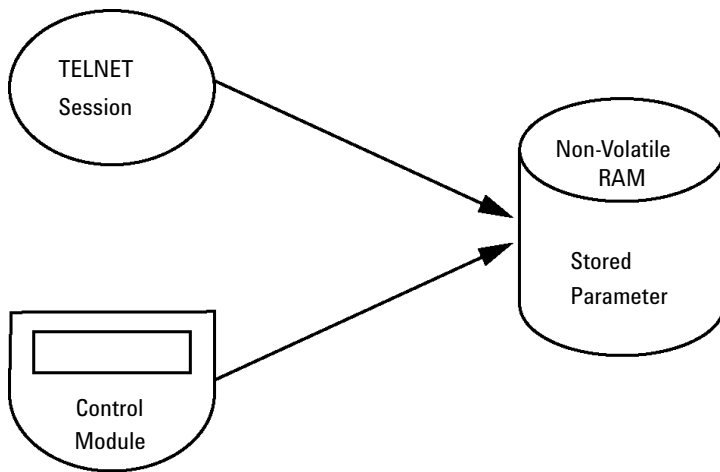 TELNET
Session
Non-Volatile
RAM
Stored
Parameter
Control
Module